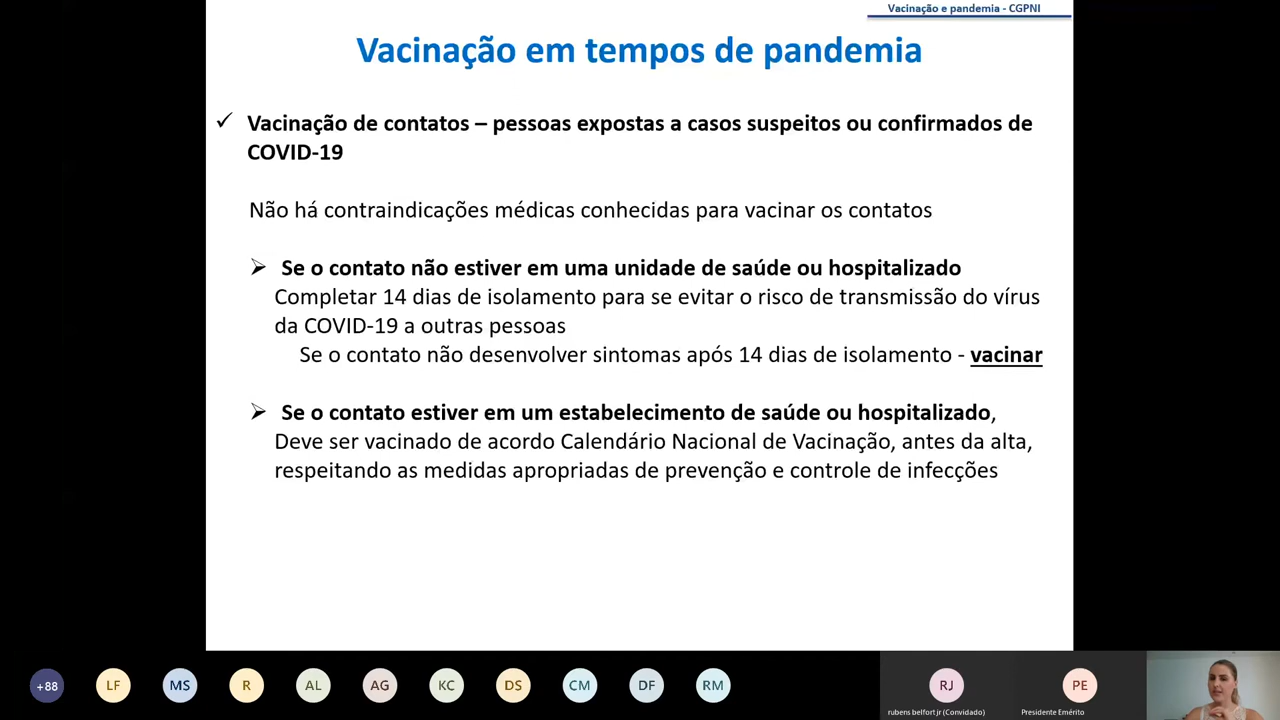 Vacinação e pandemia - CGPNI
Vacinação em tempos de pandemia
✓ Vacinação de contatos – pessoas expostas a casos suspeitos ou confirmados de
COVID-19
Não há contraindicações médicas conhecidas para vacinar os contatos
➢ Se o contato não estiver em uma unidade de saúde ou hospitalizado
Completar 14 dias de isolamento para se evitar o risco de transmissão do vírus
da COVID-19 a outras pessoas
Se o contato não desenvolver sintomas após 14 dias de isolamento - vacinar
➢ Se o contato estiver em um estabelecimento de saúde ou hospitalizado,
Deve ser vacinado de acordo Calendário Nacional de Vacinação, antes da alta,
respeitando as medidas apropriadas de prevenção e controle de infecções
+88 LF MS R AL AG KC DS CM DF RM RJ PE
rubens belfort jr (Convidado) Presidente Emérito